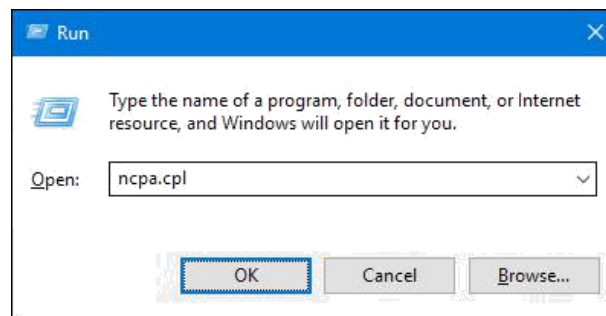 Run
Type the name of a program, folder, document, or Internet
resource, and Windows will open it for you.
Open: ncpa.cpl
OK Cancel Browse...